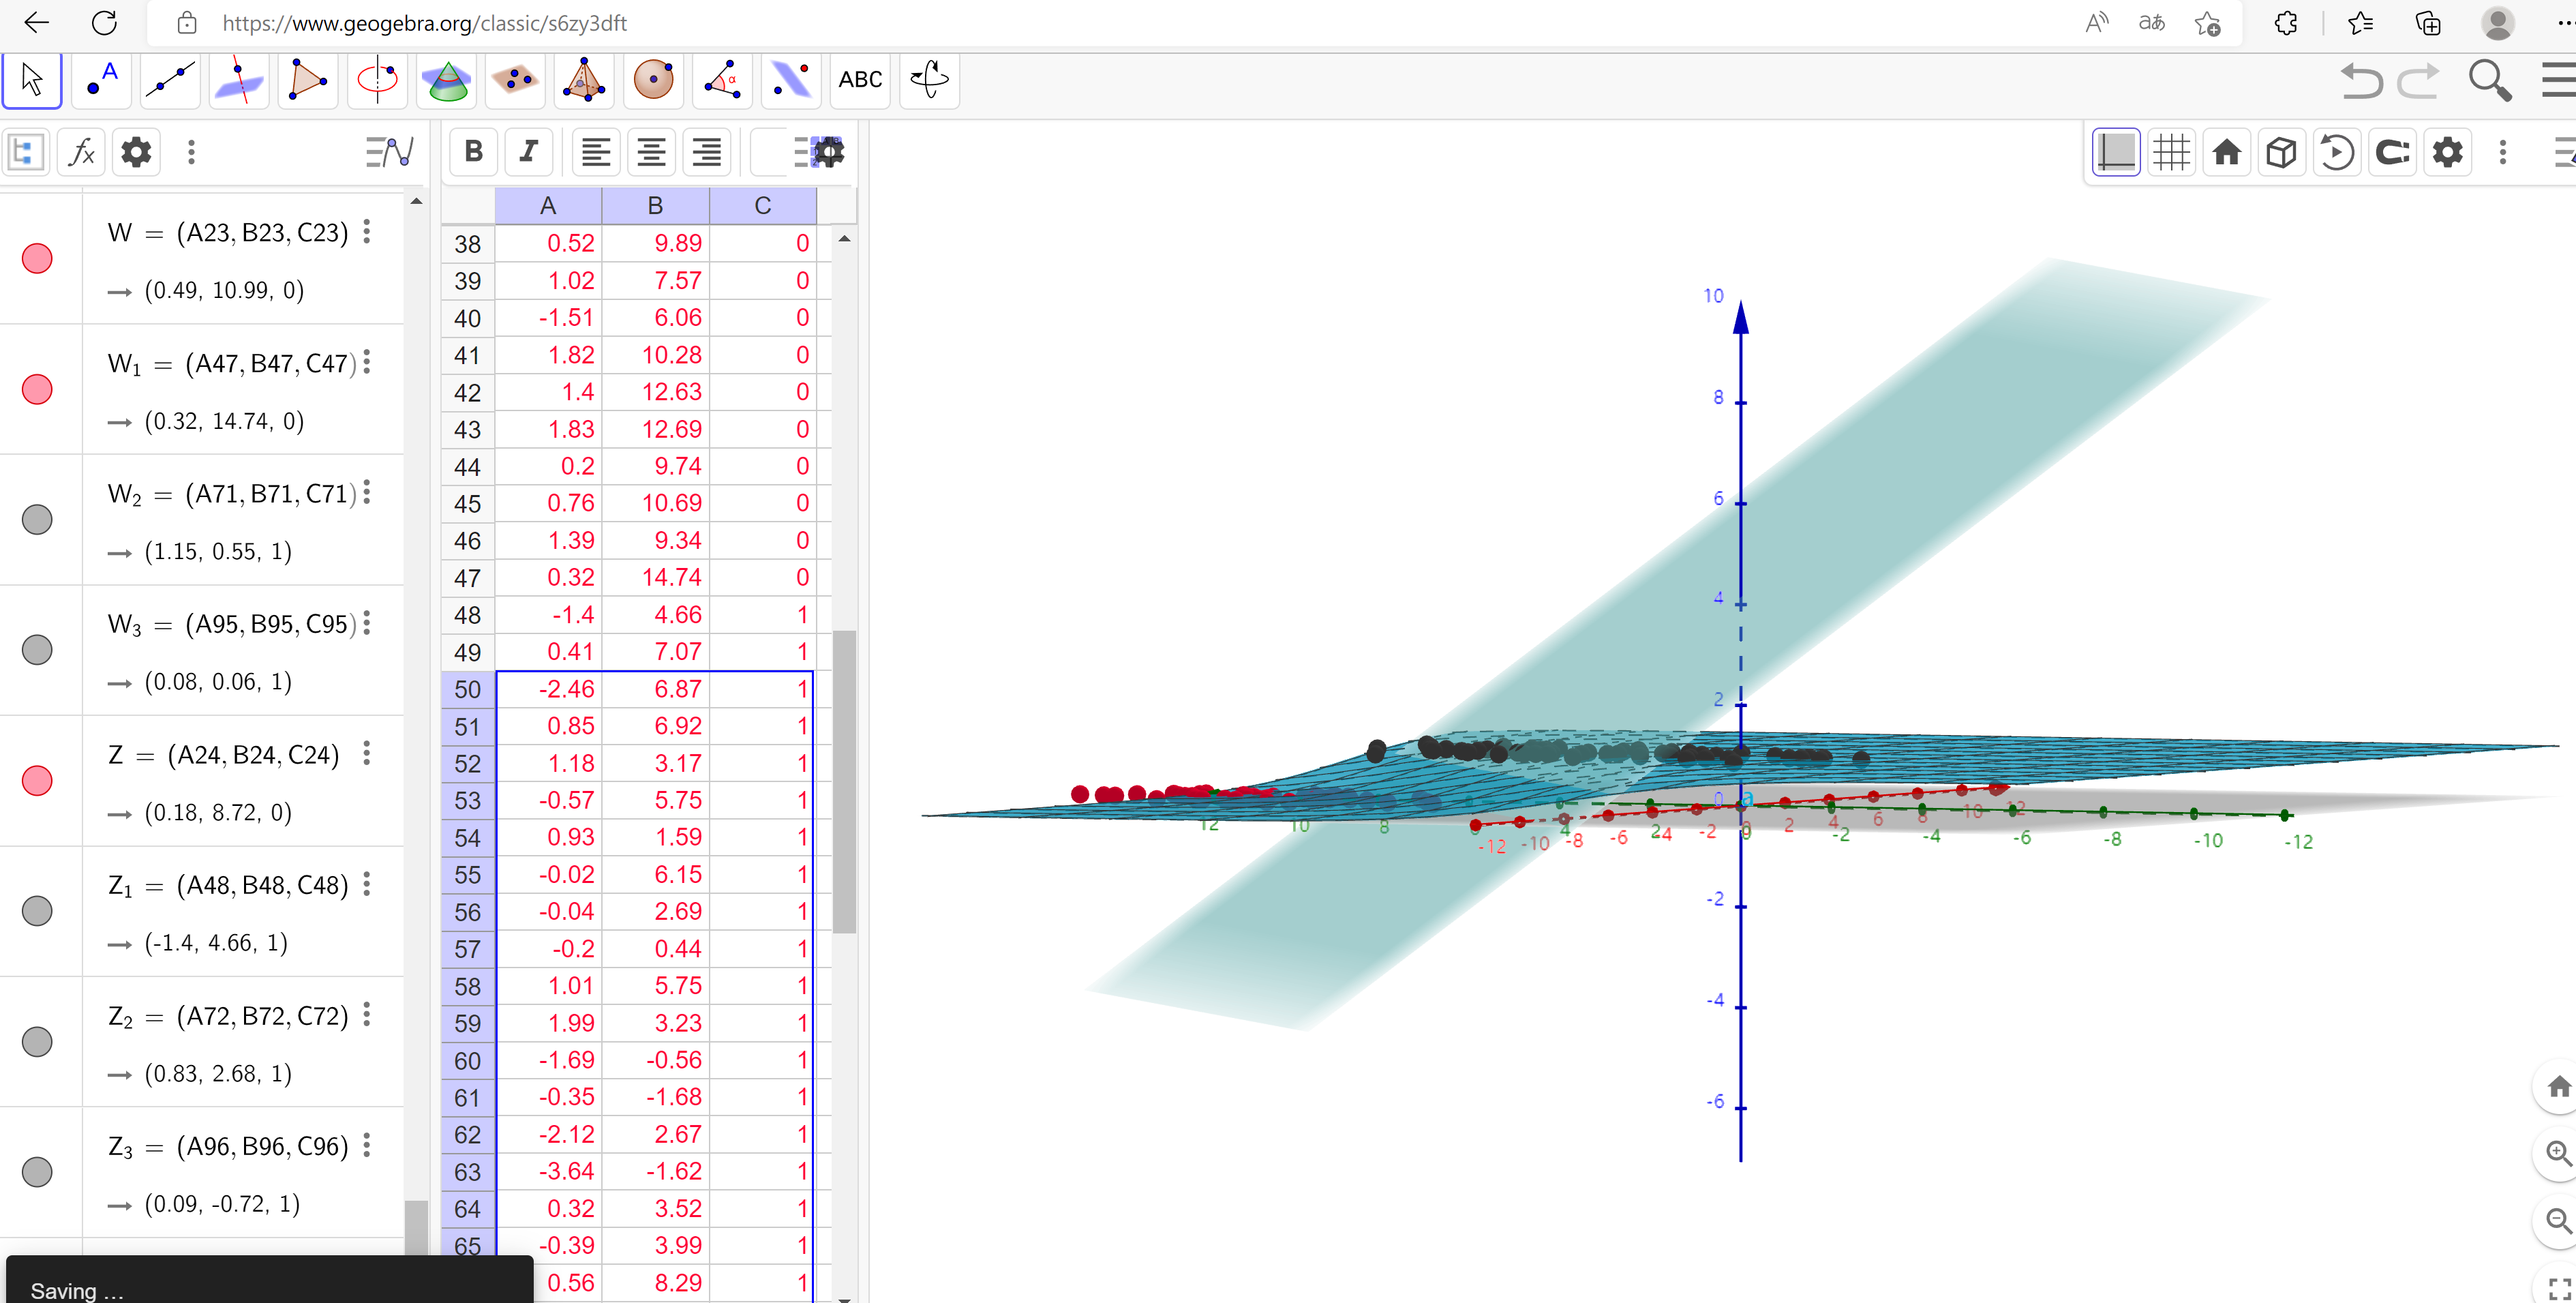 https://www.geogebra.org/classic/s6zy3dft
A
α
ABC
fx
B I
W = (A23, B23, C23)
→ (0.49, 10.99, 0)
W1 = (A47, B47, C47)
→ (0.32, 14.74, 0)
W2 = (A71, B71, C71)
→ (1.15, 0.55, 1)
W3 = (A95, B95, C95)
→ (0.08, 0.06, 1)
Z = (A24, B24, C24)
→ (0.18, 8.72, 0)
Z1 = (A48, B48, C48)
→ (-1.4, 4.66, 1)
Z2 = (A72, B72, C72)
→ (0.83, 2.68, 1)
Z3 = (A96, B96, C96)
→ (0.09, -0.72, 1)
Saving ...
A B C
38 0.52 9.89 0
39 1.02 7.57 0
40 -1.51 6.06 0
41 1.82 10.28 0
42 1.4 12.63 0
43 1.83 12.69 0
44 0.2 9.74 0
45 0.76 10.69 0
46 1.39 9.34 0
47 0.32 14.74 0
48 -1.4 4.66 1
49 0.41 7.07 1
50 -2.46 6.87 1
51 0.85 6.92 1
52 1.18 3.17 1
53 -0.57 5.75 1
54 0.93 1.59 1
55 -0.02 6.15 1
56 -0.04 2.69 1
57 -0.2 0.44 1
58 1.01 5.75 1
59 1.99 3.23 1
60 -1.69 -0.56 1
61 -0.35 -1.68 1
62 -2.12 2.67 1
63 -3.64 -1.62 1
64 0.32 3.52 1
65 -0.39 3.99 1
0.56 8.29 1
10
8
6
4
2
0 a
-2
-4
-6
12 10 8 4 2 0 -2 -4 -6 -8 -10 -12
-12 -10 -8 -6 -4 -2 0 2 4 6 8 10 12